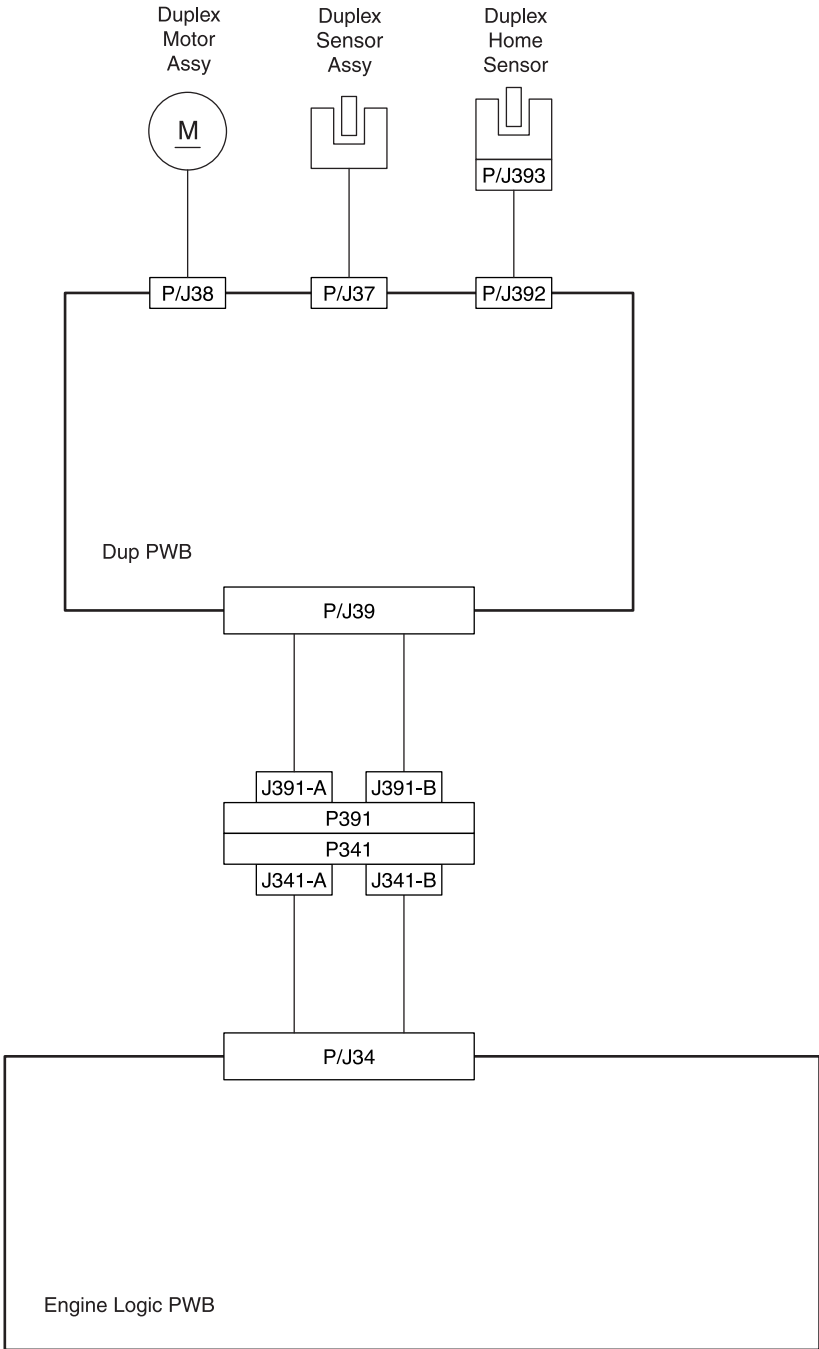 Duplex
Motor
Assy
Duplex
Sensor
Assy
Duplex
Home
Sensor
M
P/J393
P/J38
P/J37
P/J392
Dup PWB
P/J39
J391-A
J391-B
P391
P341
J341-A
J341-B
P/J34
Engine Logic PWB